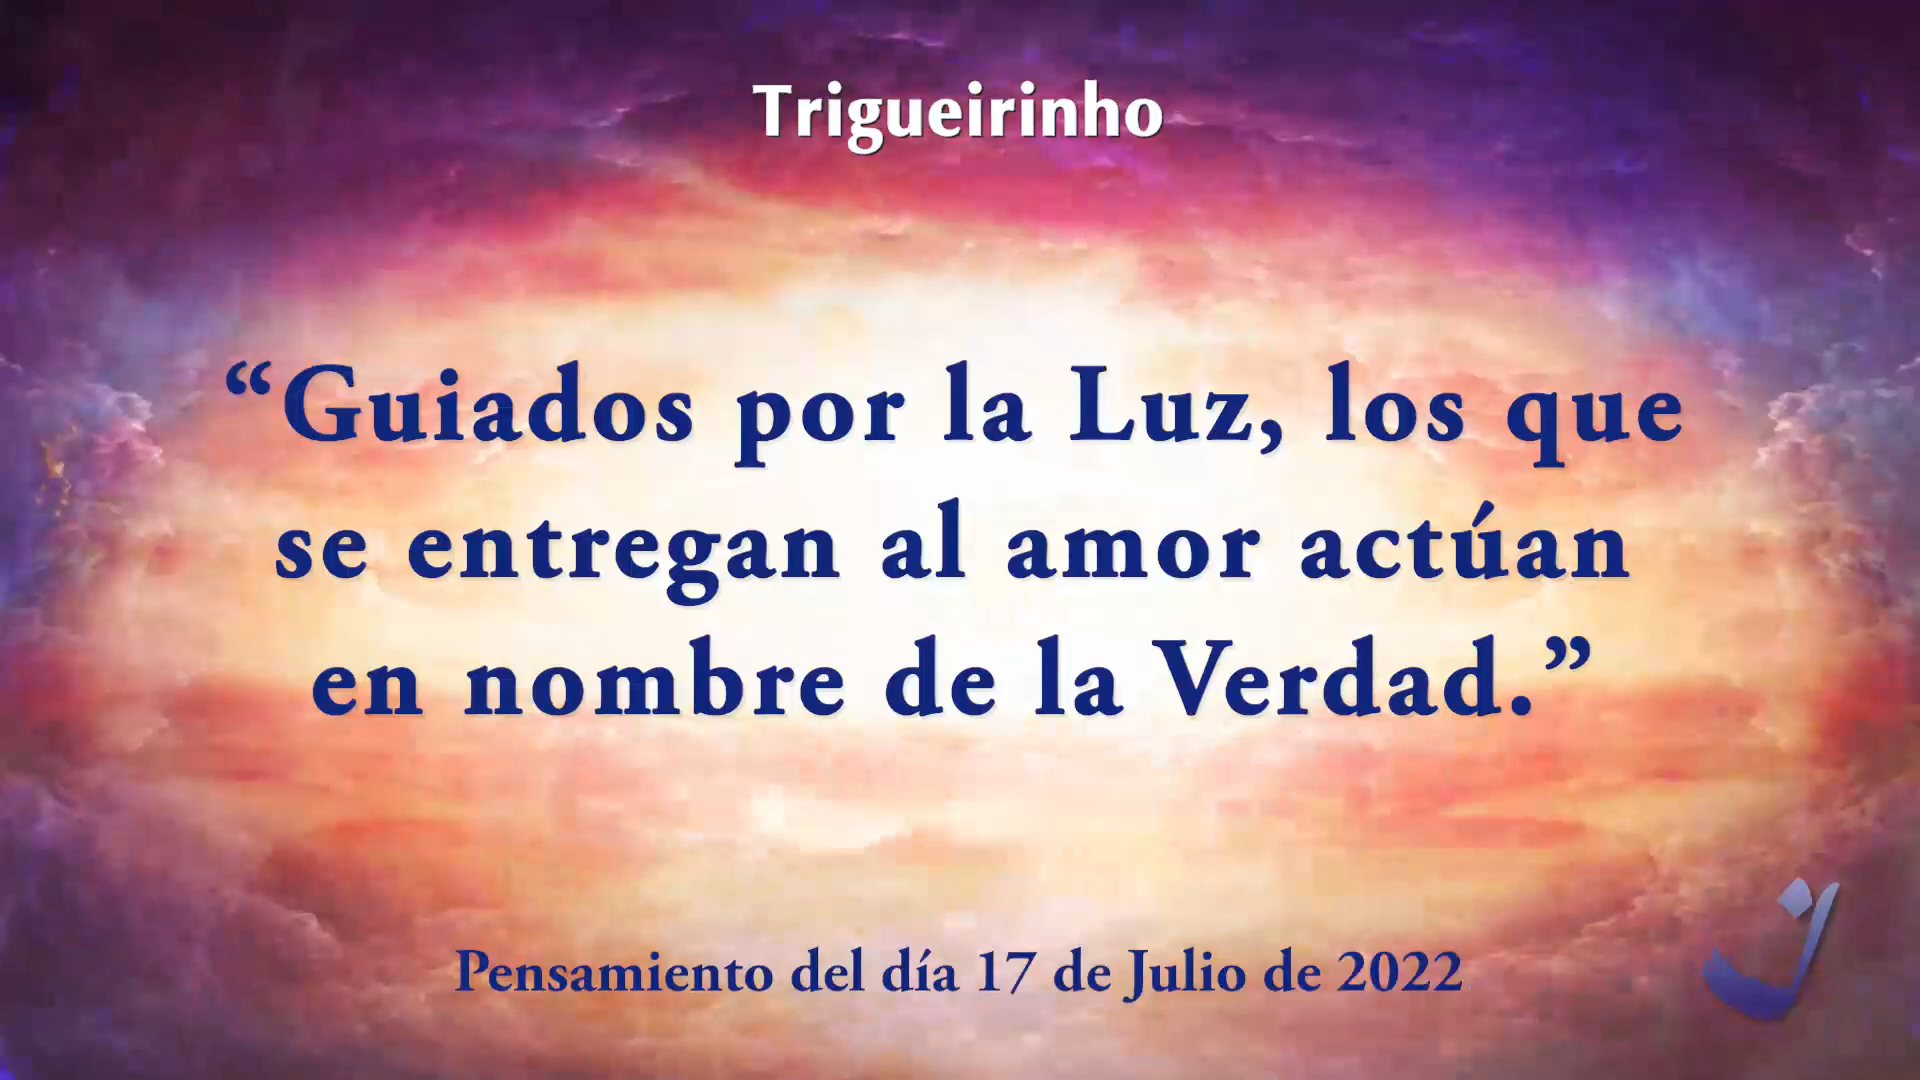 Trigueirinho
“Guiados por la Luz, los que
se entregan al amor actúan
en nombre de la Verdad.”
Pensamiento del día 17 de Julio de 2022